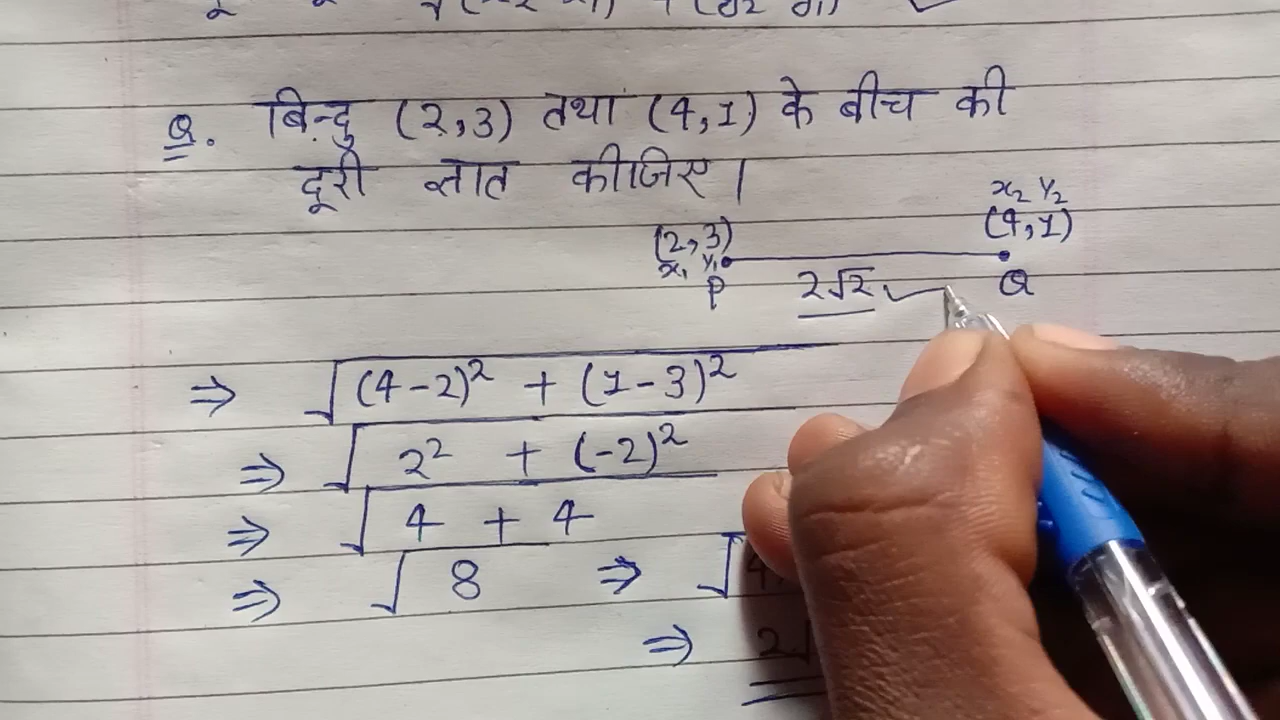 Q. बिन्दु (2,3) तथा (4,1) के बीच की
दूरी ज्ञात कीजिए।
x₂ y₂
(2,3) (4,1)
x₁ y₁
P 2√2 Q
⇒ √(4-2)² + (1-3)²
⇒ √2² + (-2)²
⇒ √4 + 4
⇒ √8 ⇒ √
⇒ 2√